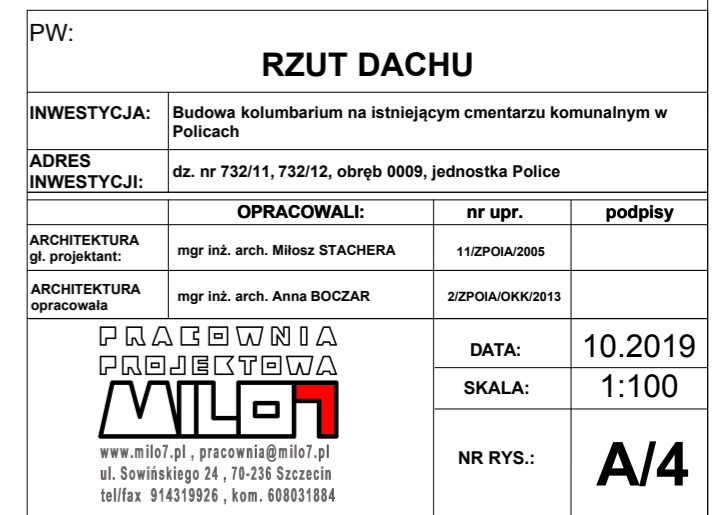 PW:
RZUT DACHU
INWESTYCJA: Budowa kolumbarium na istniejącym cmentarzu komunalnym w
Policach
ADRES
INWESTYCJI: dz. nr 732/11, 732/12, obręb 0009, jednostka Police
OPRACOWALI: nr upr. podpisy
ARCHITEKTURA
gł. projektant: mgr inż. arch. Miłosz STACHERA 11/ZPOIA/2005
ARCHITEKTURA
opracowała mgr inż. arch. Anna BOCZAR 2/ZPOIA/OKK/2013
PRACOWNIA
PROJEKTOWA
MILO7
www.milo7.pl , pracownia@milo7.pl
ul. Sowińskiego 24 , 70-236 Szczecin
tel/fax 914319926 , kom. 608031884
DATA: 10.2019
SKALA: 1:100
NR RYS.: A/4